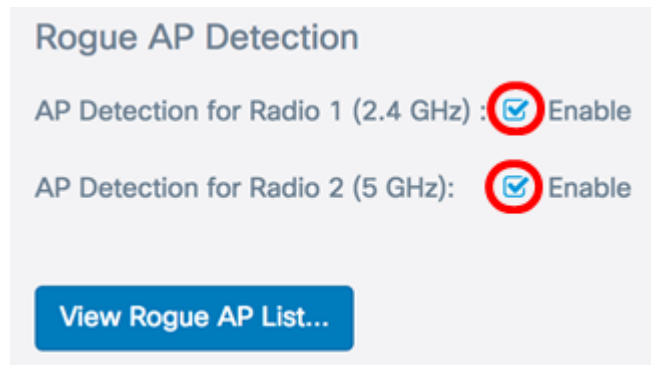 Rogue AP Detection
AP Detection for Radio 1 (2.4 GHz) : Enable
AP Detection for Radio 2 (5 GHz): Enable
View Rogue AP List...